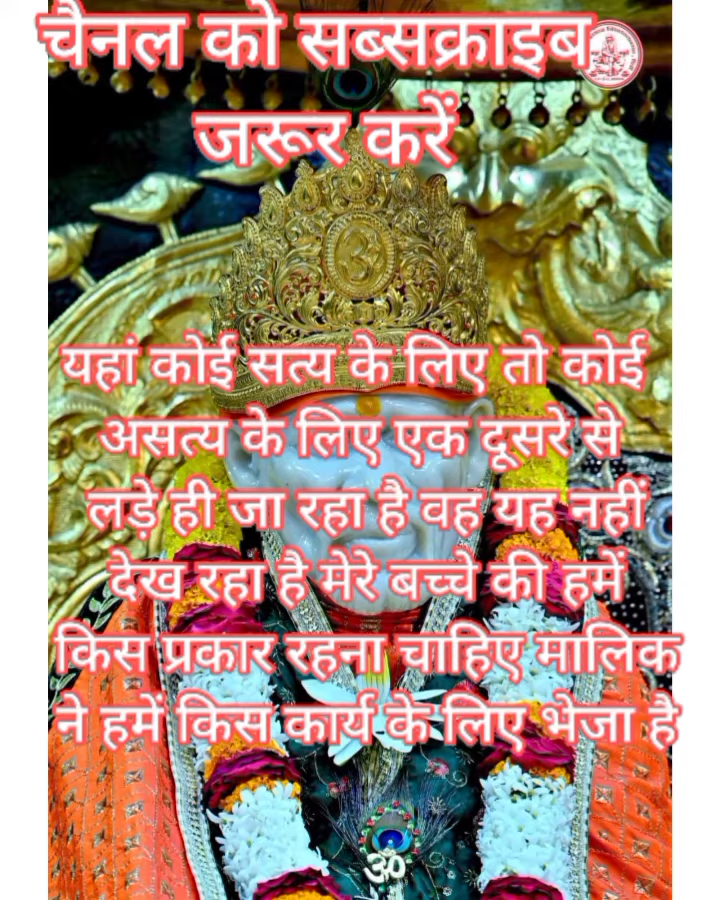 चैनल को सब्सक्राइब
जरूर करें
यहां कोई सत्य के लिए तो कोई
असत्य के लिए एक दूसरे से
लड़े ही जा रहा है वह यह नहीं
देख रहा है मेरे बच्चे की हमें
किस प्रकार रहना चाहिए मालिक
ने हमें किस कार्य के लिए भेजा है
ॐ